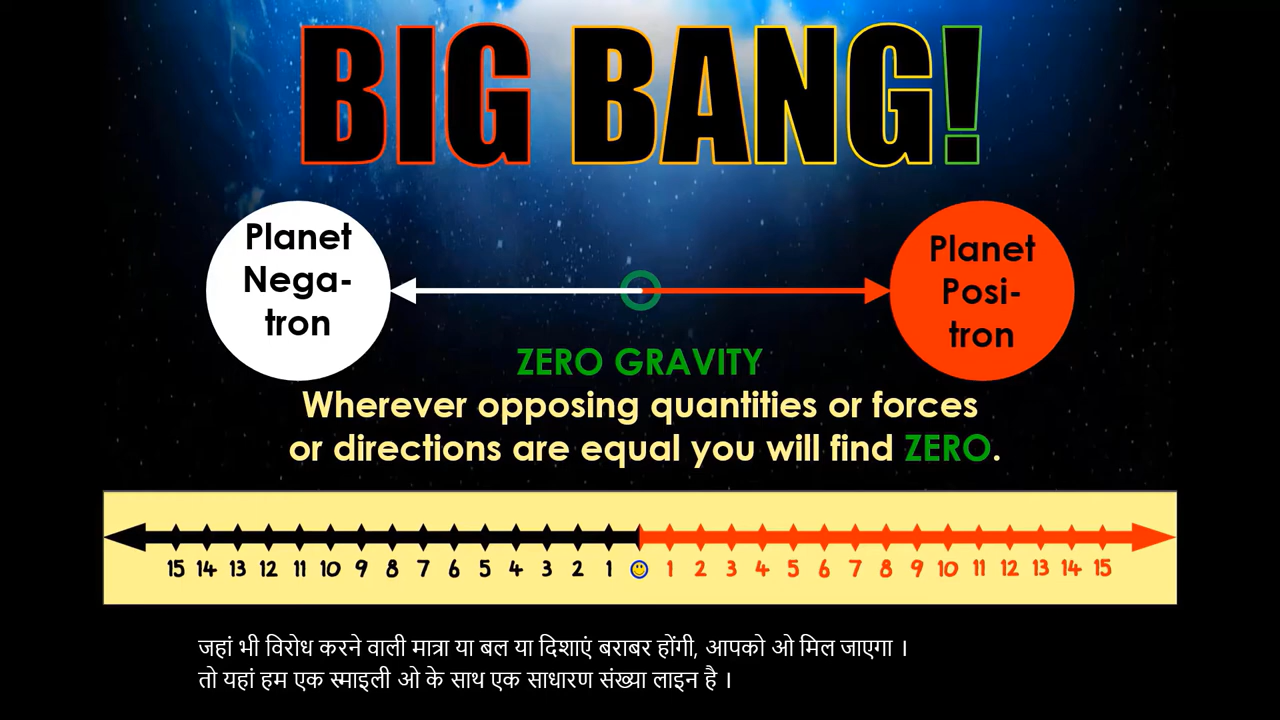 BIG BANG!
Planet
Nega-
tron
Planet
Posi-
tron
ZERO GRAVITY
Wherever opposing quantities or forces
or directions are equal you will find ZERO.
15 14 13 12 11 10 9 8 7 6 5 4 3 2 1 1 2 3 4 5 6 7 8 9 10 11 12 13 14 15
जहां भी विरोध करने वाली मात्रा या बल या दिशाएं बराबर होंगी, आपको ओ मिल जाएगा ।
तो यहां हम एक स्माइली ओ के साथ एक साधारण संख्या लाइन है ।